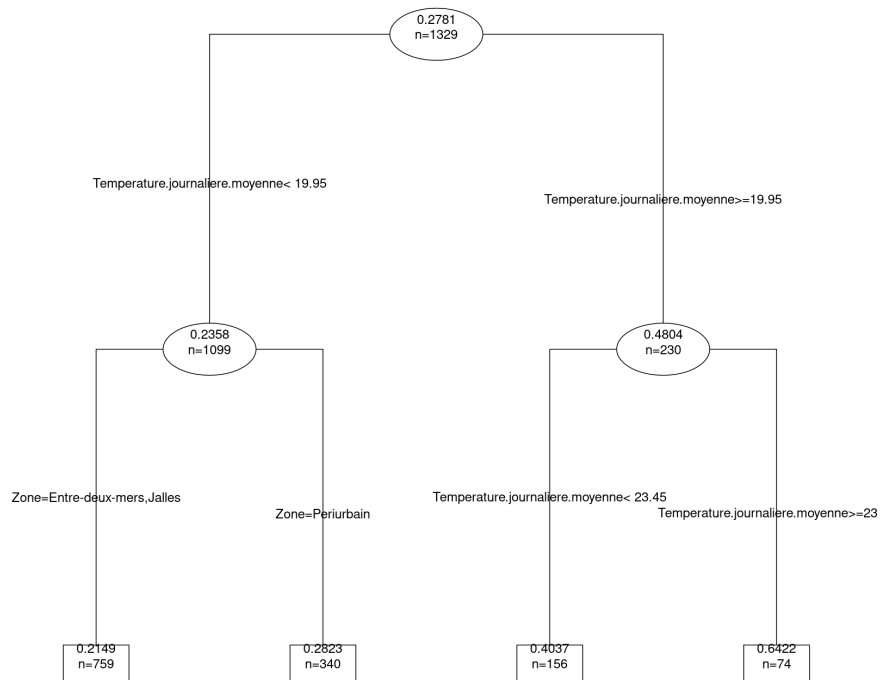 0.2781
n=1329
Temperature.journaliere.moyenne< 19.95
Temperature.journaliere.moyenne>=19.95
0.2358
n=1099
0.4804
n=230
Zone=Entre-deux-mers,Jalles
Zone=Periurbain
Temperature.journaliere.moyenne< 23.45
Temperature.journaliere.moyenne>=23
0.2149
n=759
0.2823
n=340
0.4037
n=156
0.6422
n=74